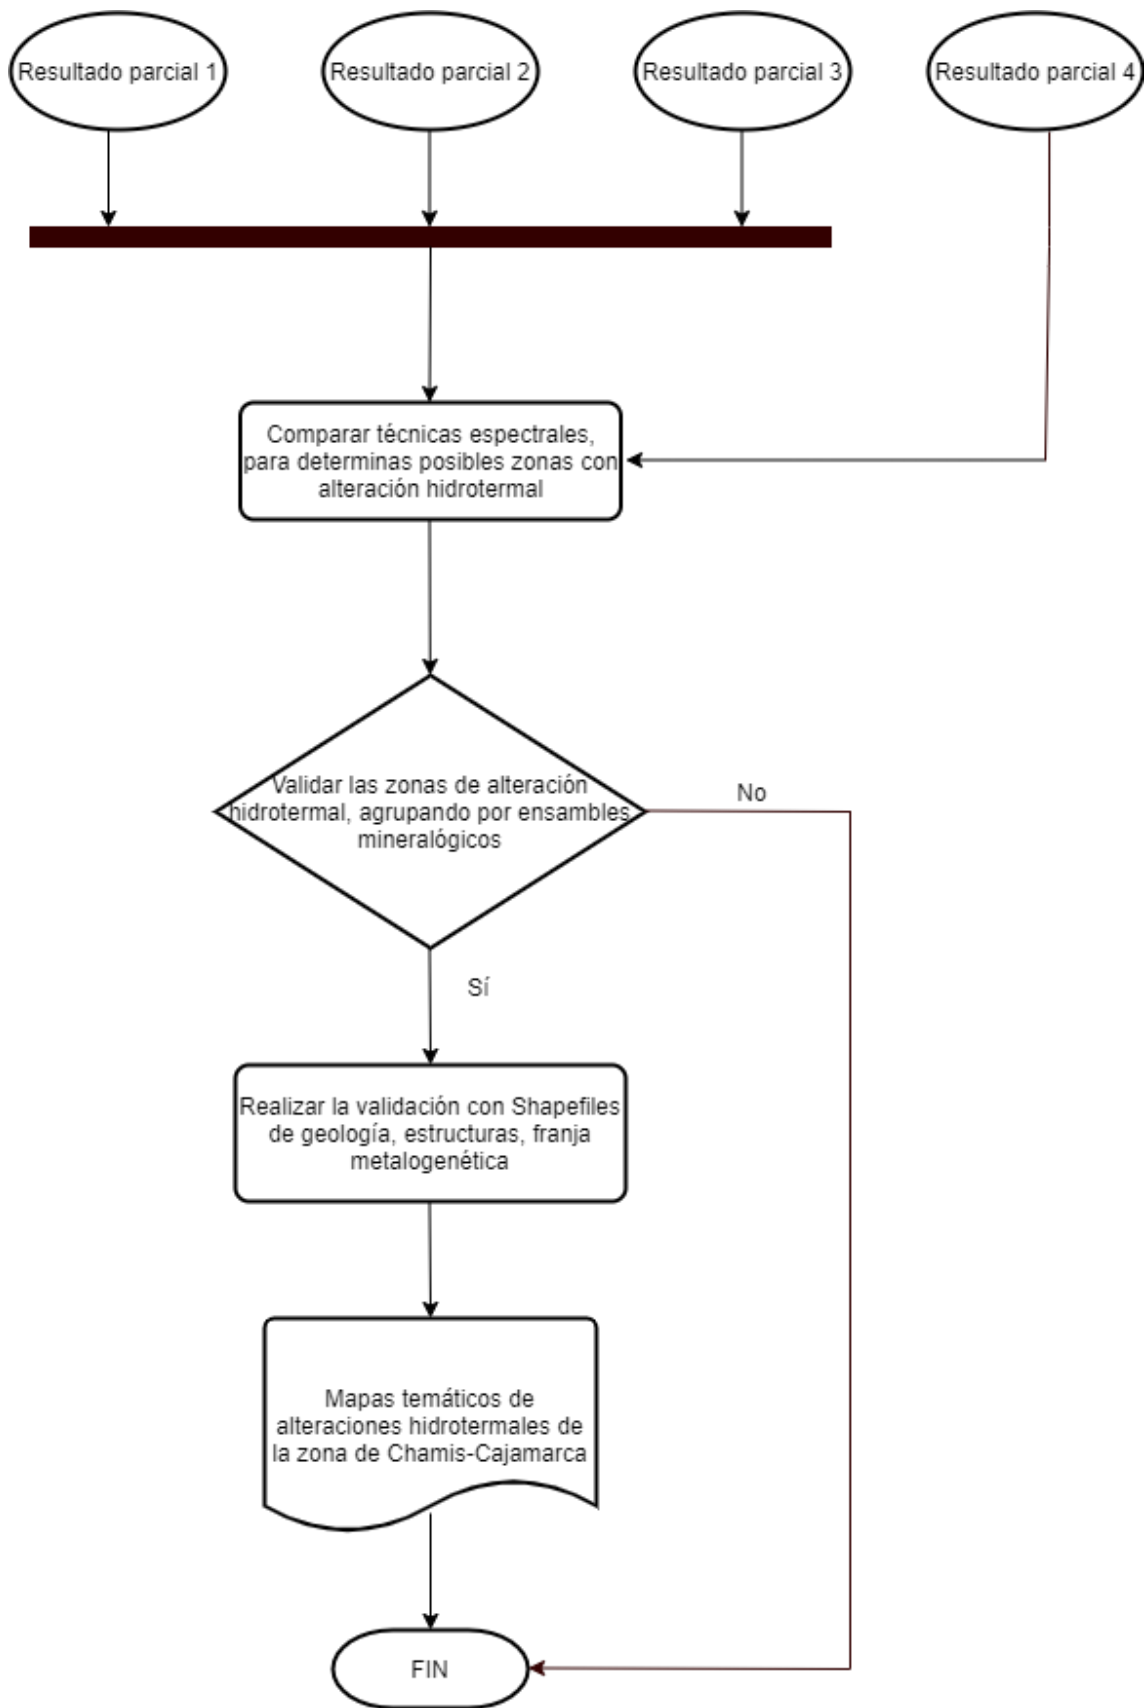 Resultado parcial 1
Resultado parcial 2
Resultado parcial 3
Resultado parcial 4
Comparar técnicas espectrales,
para determinas posibles zonas con
alteración hidrotermal
Validar las zonas de alteración
hidrotermal, agrupando por ensambles
mineralógicos
No
Sí
Realizar la validación con Shapefiles
de geología, estructuras, franja
metalogenética
Mapas temáticos de
alteraciones hidrotermales de
la zona de Chamis-Cajamarca
FIN